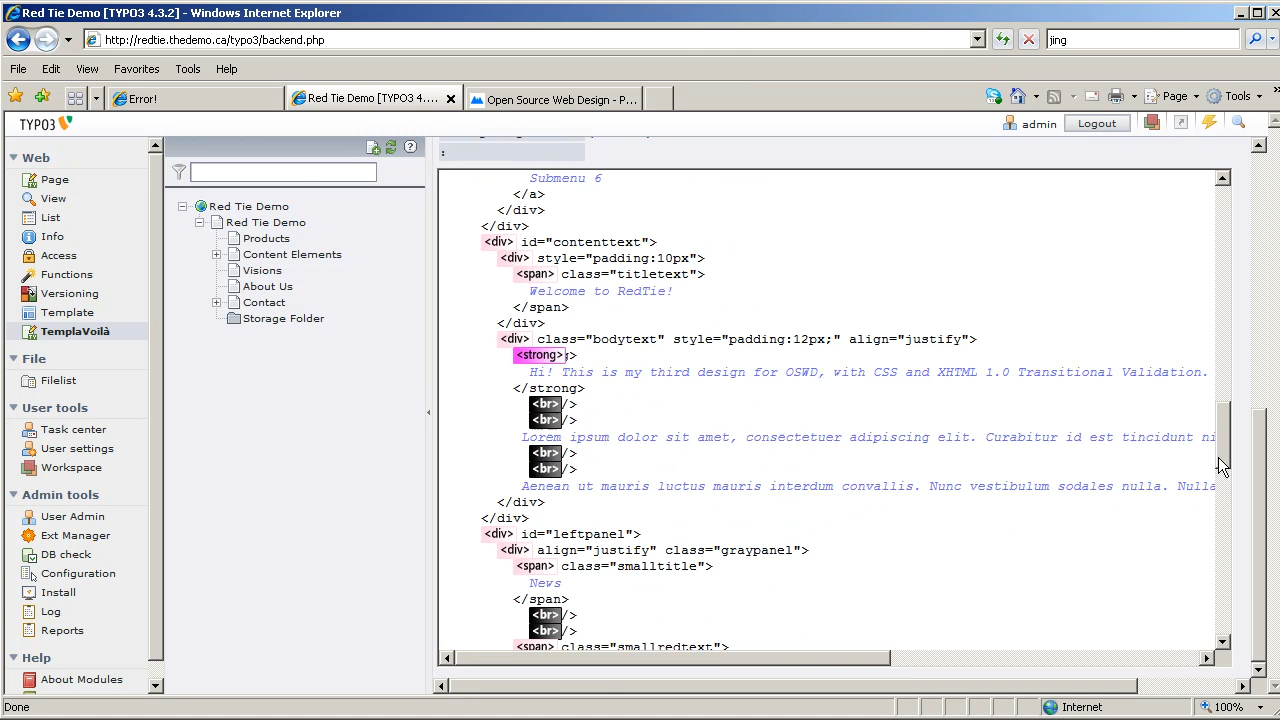 Red Tie Demo [TYPO3 4.3.2] - Windows Internet Explorer
http://redtie.thedemo.ca/typo3/backend.php
jing
File Edit View Favorites Tools Help
Error!
Red Tie Demo [TYPO3 4....
Open Source Web Design - P...
Page Tools
TYPO3
admin
Logout
Web
Page
View
List
Info
Access
Functions
Versioning
Template
TemplaVoilà
File
Filelist
User tools
Task center
User settings
Workspace
Admin tools
User Admin
Ext Manager
DB check
Configuration
Install
Log
Reports
Help
About Modules
Red Tie Demo
Red Tie Demo
Products
Content Elements
Visions
About Us
Contact
Storage Folder
:
Submenu 6
</a>
</div>
</div>
<div> id="contenttext">
<div> style="padding:10px">
<span> class="titletext">
Welcome to RedTie!
</span>
</div>
<div> class="bodytext" style="padding:12px;" align="justify">
<strong>g>
Hi! This is my third design for OSWD, with CSS and XHTML 1.0 Transitional Validation.
</strong>
<br>/>
<br>/>
Lorem ipsum dolor sit amet, consectetuer adipiscing elit. Curabitur id est tincidunt ni
<br>/>
<br>/>
Aenean ut mauris luctus mauris interdum convallis. Nunc vestibulum sodales nulla. Nulla
</div>
</div>
<div> id="leftpanel">
<div> align="justify" class="graypanel">
<span> class="smalltitle">
News
</span>
<br>/>
<br>/>
<span> class="smallredtext">
Done
Internet
100%